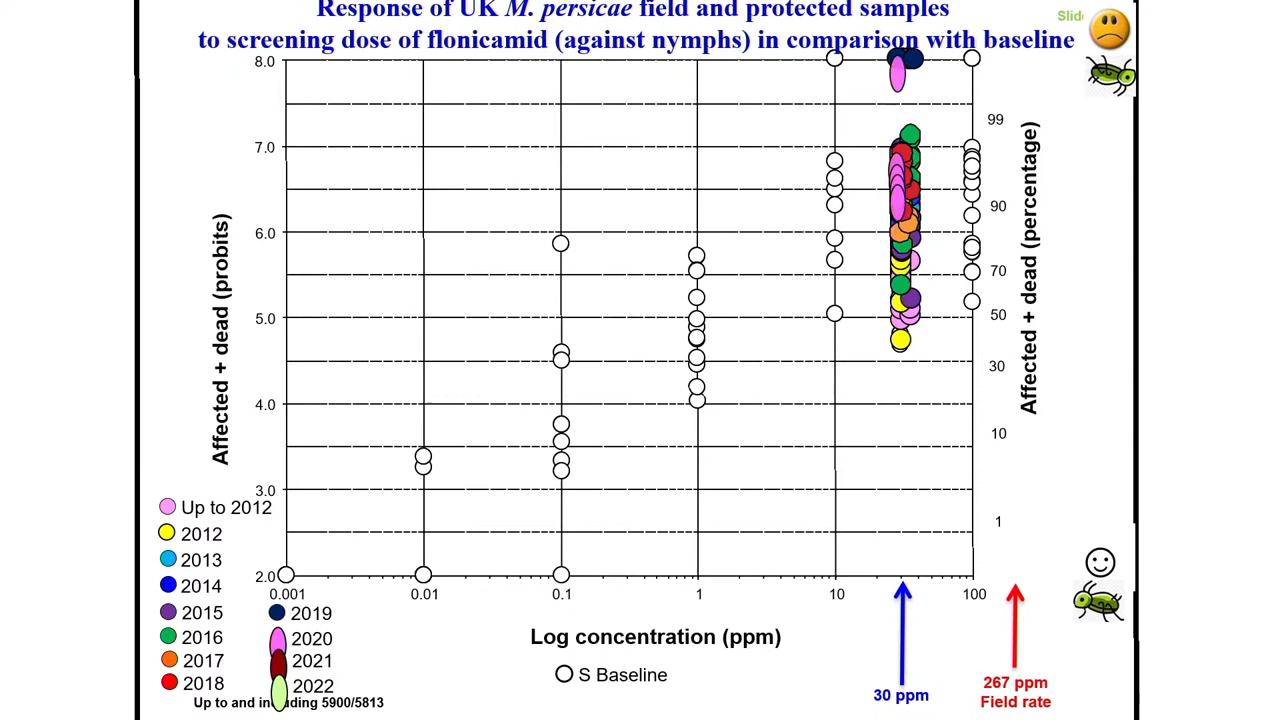 Response of UK M. persicae field and protected samples
to screening dose of flonicamid (against nymphs) in comparison with baseline
8.0
7.0
6.0
5.0
4.0
3.0
2.0
Affected + dead (probits)
99
90
70
50
30
10
1
Affected + dead (percentage)
0.001
0.01
0.1
1
10
100
Log concentration (ppm)
S Baseline
Up to 2012
2012
2013
2014
2015
2016
2017
2018
2019
2020
2021
2022
Up to and including 5900/5813
30 ppm
267 ppm
Field rate